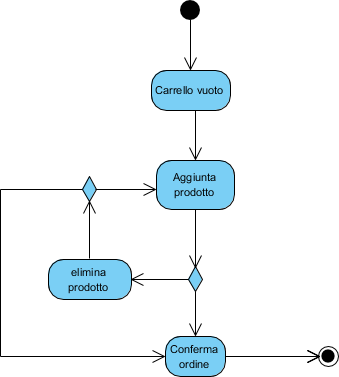 Carrello vuoto
Aggiunta
prodotto
elimina
prodotto
Conferma
ordine